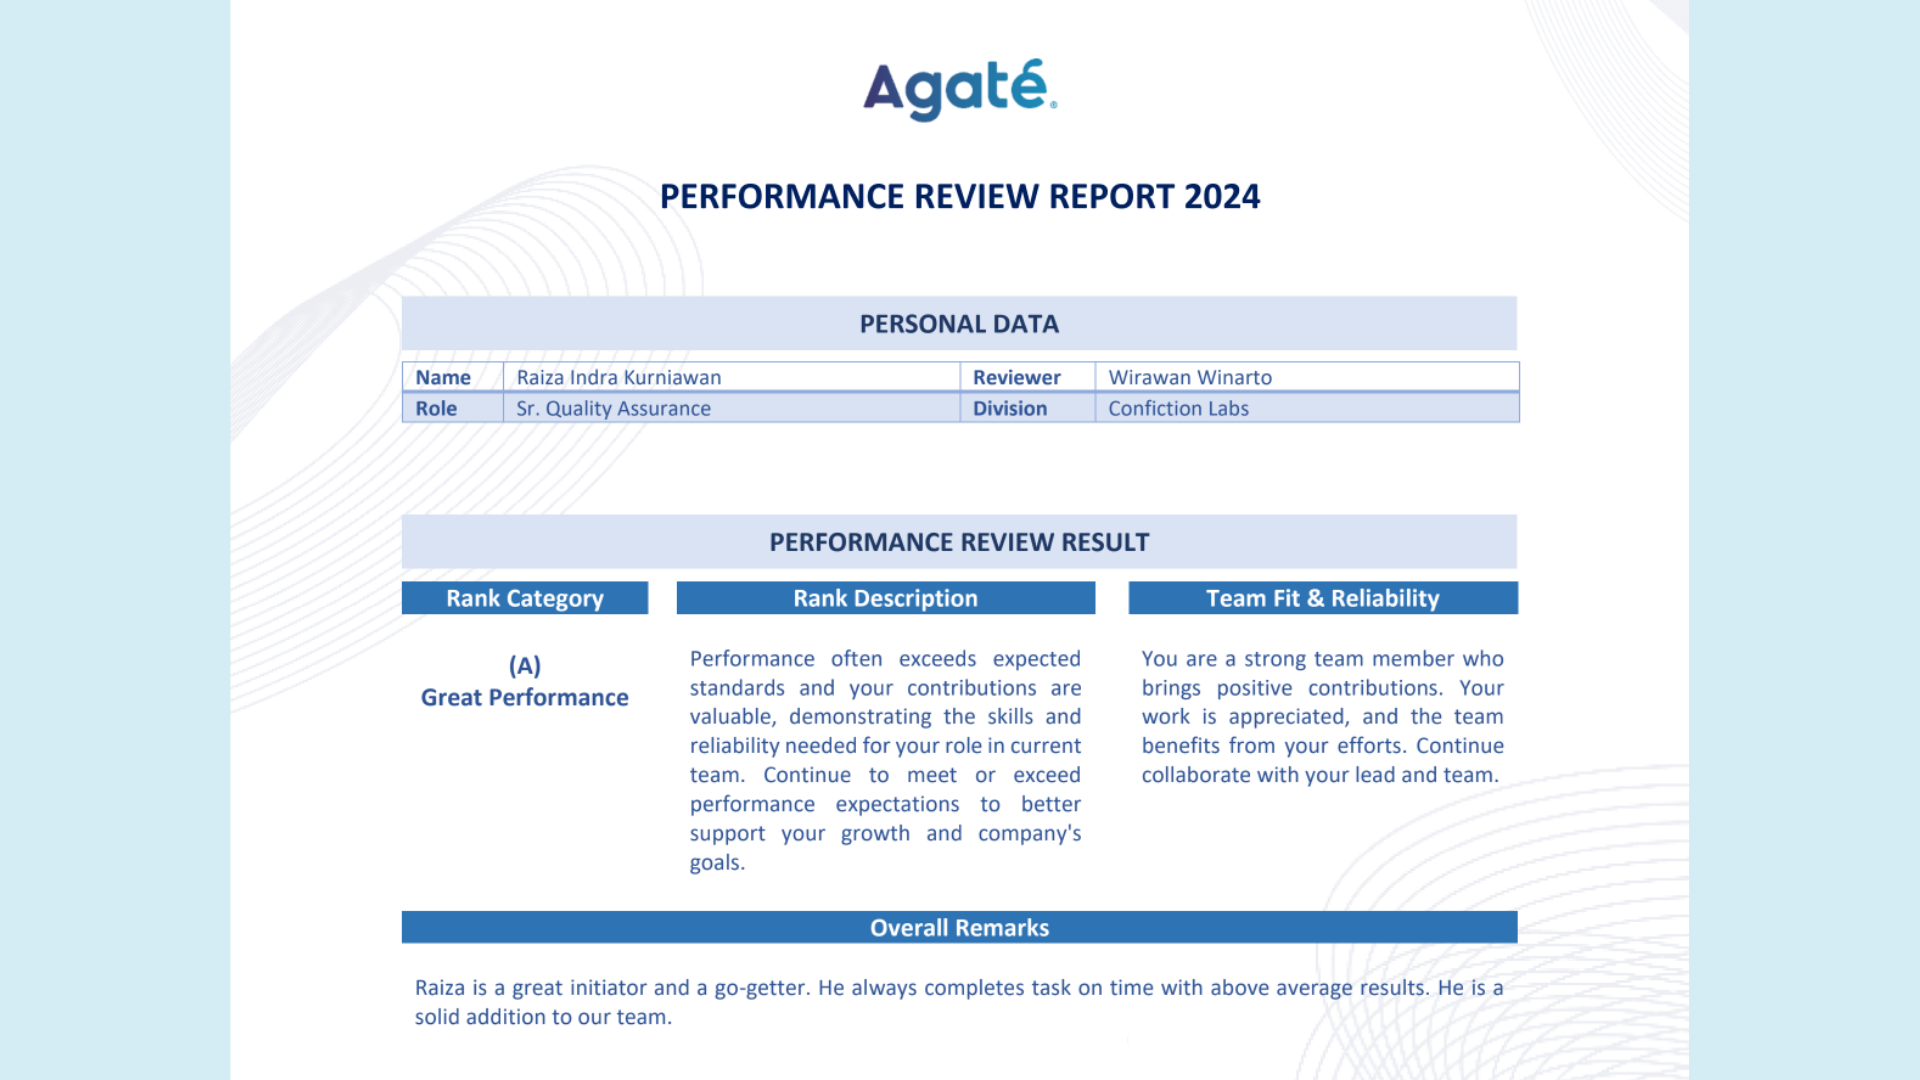 Agaté®
PERFORMANCE REVIEW REPORT 2024
PERSONAL DATA
Name Raiza Indra Kurniawan Reviewer Wirawan Winarto
Role Sr. Quality Assurance Division Confiction Labs
PERFORMANCE REVIEW RESULT
Rank Category
(A)
Great Performance
Rank Description
Performance often exceeds expected
standards and your contributions are
valuable, demonstrating the skills and
reliability needed for your role in current
team. Continue to meet or exceed
performance expectations to better
support your growth and company's
goals.
Team Fit & Reliability
You are a strong team member who
brings positive contributions. Your
work is appreciated, and the team
benefits from your efforts. Continue
collaborate with your lead and team.
Overall Remarks
Raiza is a great initiator and a go-getter. He always completes task on time with above average results. He is a
solid addition to our team.